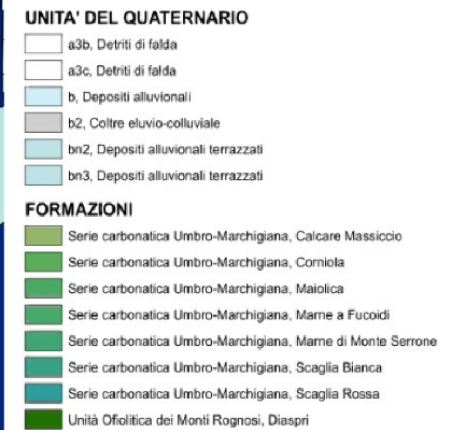 UNITA' DEL QUATERNARIO
a3b, Detriti di falda
a3c, Detriti di falda
b, Depositi alluvionali
b2, Coltre eluvio-colluviale
bn2, Depositi alluvionali terrazzati
bn3, Depositi alluvionali terrazzati
FORMAZIONI
Serie carbonatica Umbro-Marchigiana, Calcare Massiccio
Serie carbonatica Umbro-Marchigiana, Corniola
Serie carbonatica Umbro-Marchigiana, Maiolica
Serie carbonatica Umbro-Marchigiana, Marne a Fucoidi
Serie carbonatica Umbro-Marchigiana, Marne di Monte Serrone
Serie carbonatica Umbro-Marchigiana, Scaglia Bianca
Serie carbonatica Umbro-Marchigiana, Scaglia Rossa
Unità Ofiolitica dei Monti Rognosi, Diaspri